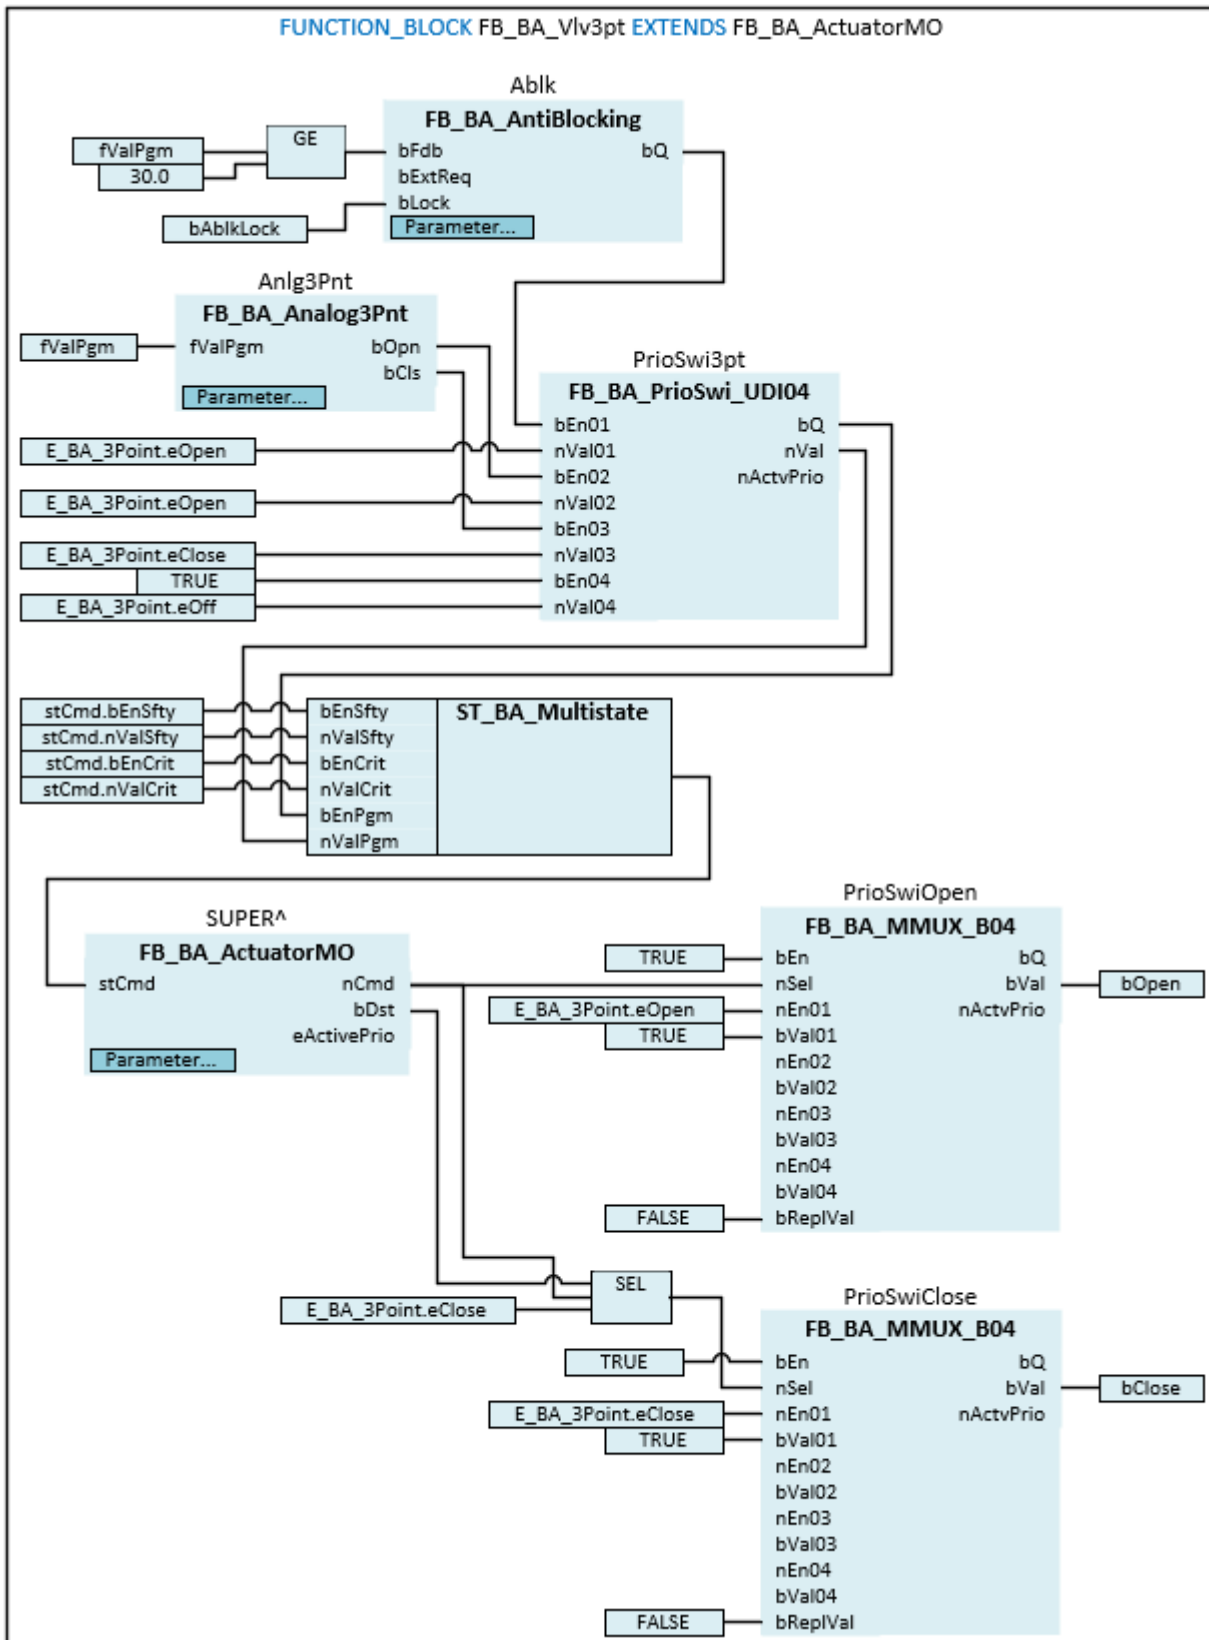 FUNCTION_BLOCK FB_BA_Vlv3pt EXTENDS FB_BA_ActuatorMO
Ablk
FB_BA_AntiBlocking
GE
fValPgm
30.0
bAblkLock
bFdb
bQ
bExtReq
bLock
Parameter...
Anlg3Pnt
FB_BA_Analog3Pnt
fValPgm
fValPgm
bOpn
bCls
Parameter...
PrioSwi3pt
FB_BA_PrioSwi_UDI04
E_BA_3Point.eOpen
E_BA_3Point.eOpen
E_BA_3Point.eClose
TRUE
E_BA_3Point.eOff
bEn01
bQ
nVal01
nVal
bEn02
nActvPrio
nVal02
bEn03
nVal03
bEn04
nVal04
stCmd.bEnSfty
stCmd.nValSfty
stCmd.bEnCrit
stCmd.nValCrit
bEnSfty
nValSfty
bEnCrit
nValCrit
bEnPgm
nValPgm
ST_BA_Multistate
SUPER^
FB_BA_ActuatorMO
stCmd
nCmd
bDst
eActivePrio
Parameter...
PrioSwiOpen
FB_BA_MMUX_B04
TRUE
bEn
bQ
nSel
bVal
bOpen
E_BA_3Point.eOpen
nEn01
nActvPrio
TRUE
bVal01
nEn02
bVal02
nEn03
bVal03
nEn04
bVal04
FALSE
bReplVal
SEL
E_BA_3Point.eClose
PrioSwiClose
FB_BA_MMUX_B04
TRUE
bEn
bQ
nSel
bVal
bClose
E_BA_3Point.eClose
nEn01
nActvPrio
TRUE
bVal01
nEn02
bVal02
nEn03
bVal03
nEn04
bVal04
FALSE
bReplVal